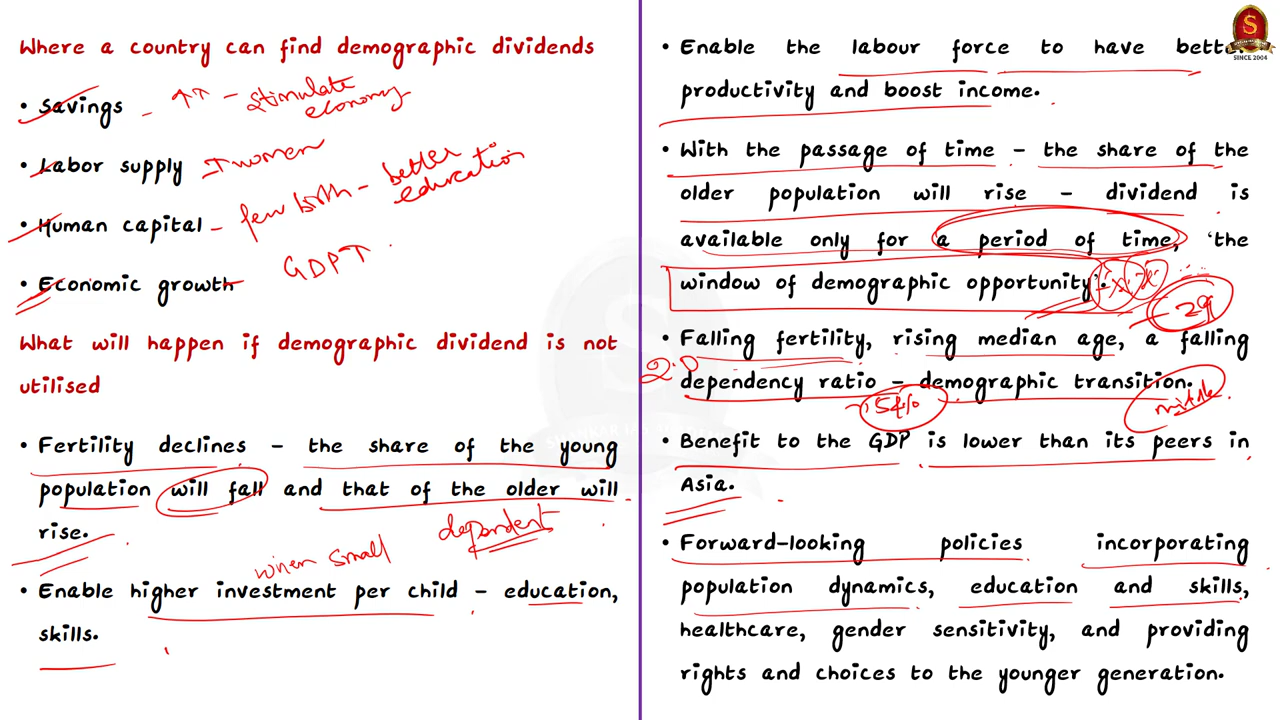 Where a country can find demographic dividends
• Savings - ↑↑ - stimulate economy
• Labor supply - ↑ women
• Human capital - few birth - better education
• Economic growth GDP↑
What will happen if demographic dividend is not
utilised
• Fertility declines - the share of the young
population will fall and that of the older will
rise.
dependent
when small
• Enable higher investment per child - education,
skills.
S
SINCE 2004
• Enable the labour force to have
productivity and boost income.
• With the passage of time - the share of the
older population will rise - dividend is
available only for a period of time, 'the
window of demographic opportunity'.
29
• Falling fertility, rising median age, a falling
2.0
dependency ratio - demographic transition.
54%
middle
• Benefit to the GDP is lower than its peers in
Asia.
• Forward-looking policies incorporating
population dynamics, education and skills,
healthcare, gender sensitivity, and providing
rights and choices to the younger generation.